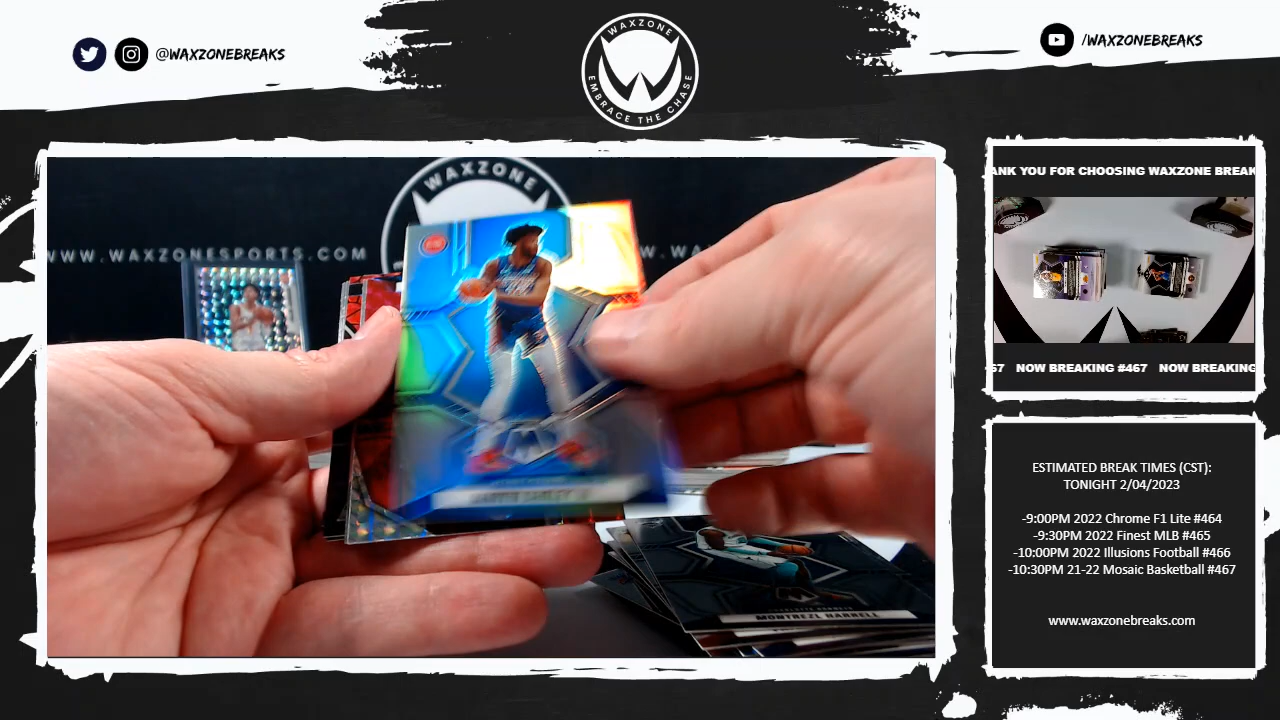 @WAXZONEBREAKS
WAXZONE
EMBRACE THE CHASE
/WAXZONEBREAKS
WAXZONE
WWW.WAXZONESPORTS.COM
MONTREZL HARRELL
ANK YOU FOR CHOOSING WAXZONE BREAK
67 NOW BREAKING #467 NOW BREAKING
ESTIMATED BREAK TIMES (CST):
TONIGHT 2/04/2023
-9:00PM 2022 Chrome F1 Lite #464
-9:30PM 2022 Finest MLB #465
-10:00PM 2022 Illusions Football #466
-10:30PM 21-22 Mosaic Basketball #467
www.waxzonebreaks.com